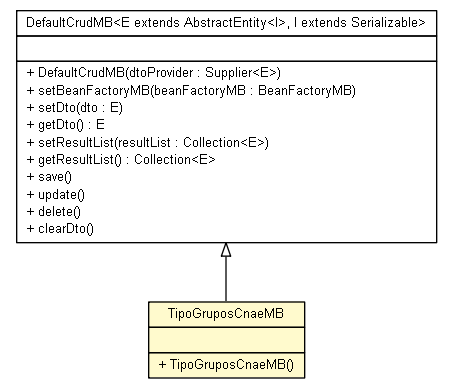 DefaultCrudMB<E extends AbstractEntity<I>, I extends Serializable>
+ DefaultCrudMB(dtoProvider : Supplier<E>)
+ setBeanFactoryMB(beanFactoryMB : BeanFactoryMB)
+ setDto(dto : E)
+ getDto() : E
+ setResultList(resultList : Collection<E>)
+ getResultList() : Collection<E>
+ save()
+ update()
+ delete()
+ clearDto()
TipoGruposCnaeMB
+ TipoGruposCnaeMB()